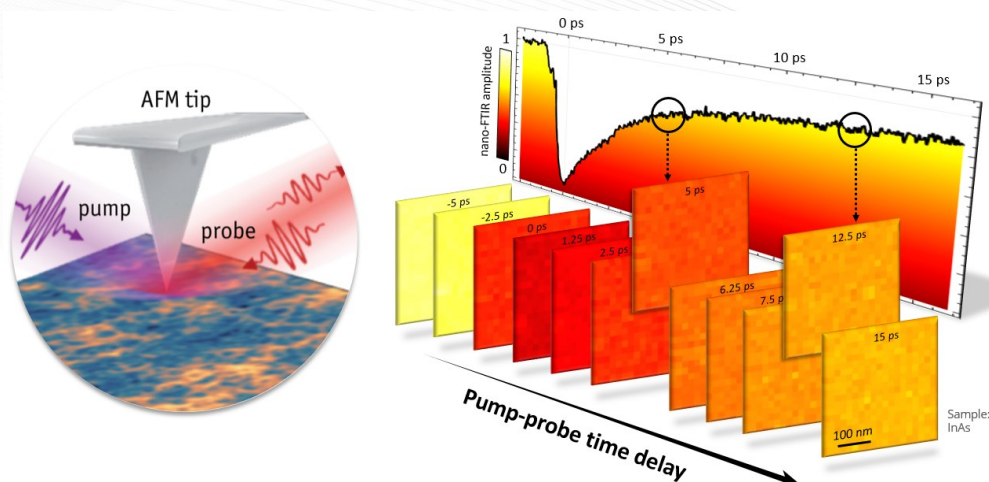 AFM tip
pump
probe
0 ps
5 ps
10 ps
15 ps
1
nano-FTIR amplitude
0
-5 ps
-2.5 ps
0 ps
1.25 ps
2.5 ps
5 ps
6.25 ps
7.5 p
12.5 ps
15 ps
100 nm
Pump-probe time delay
Sample:
InAs